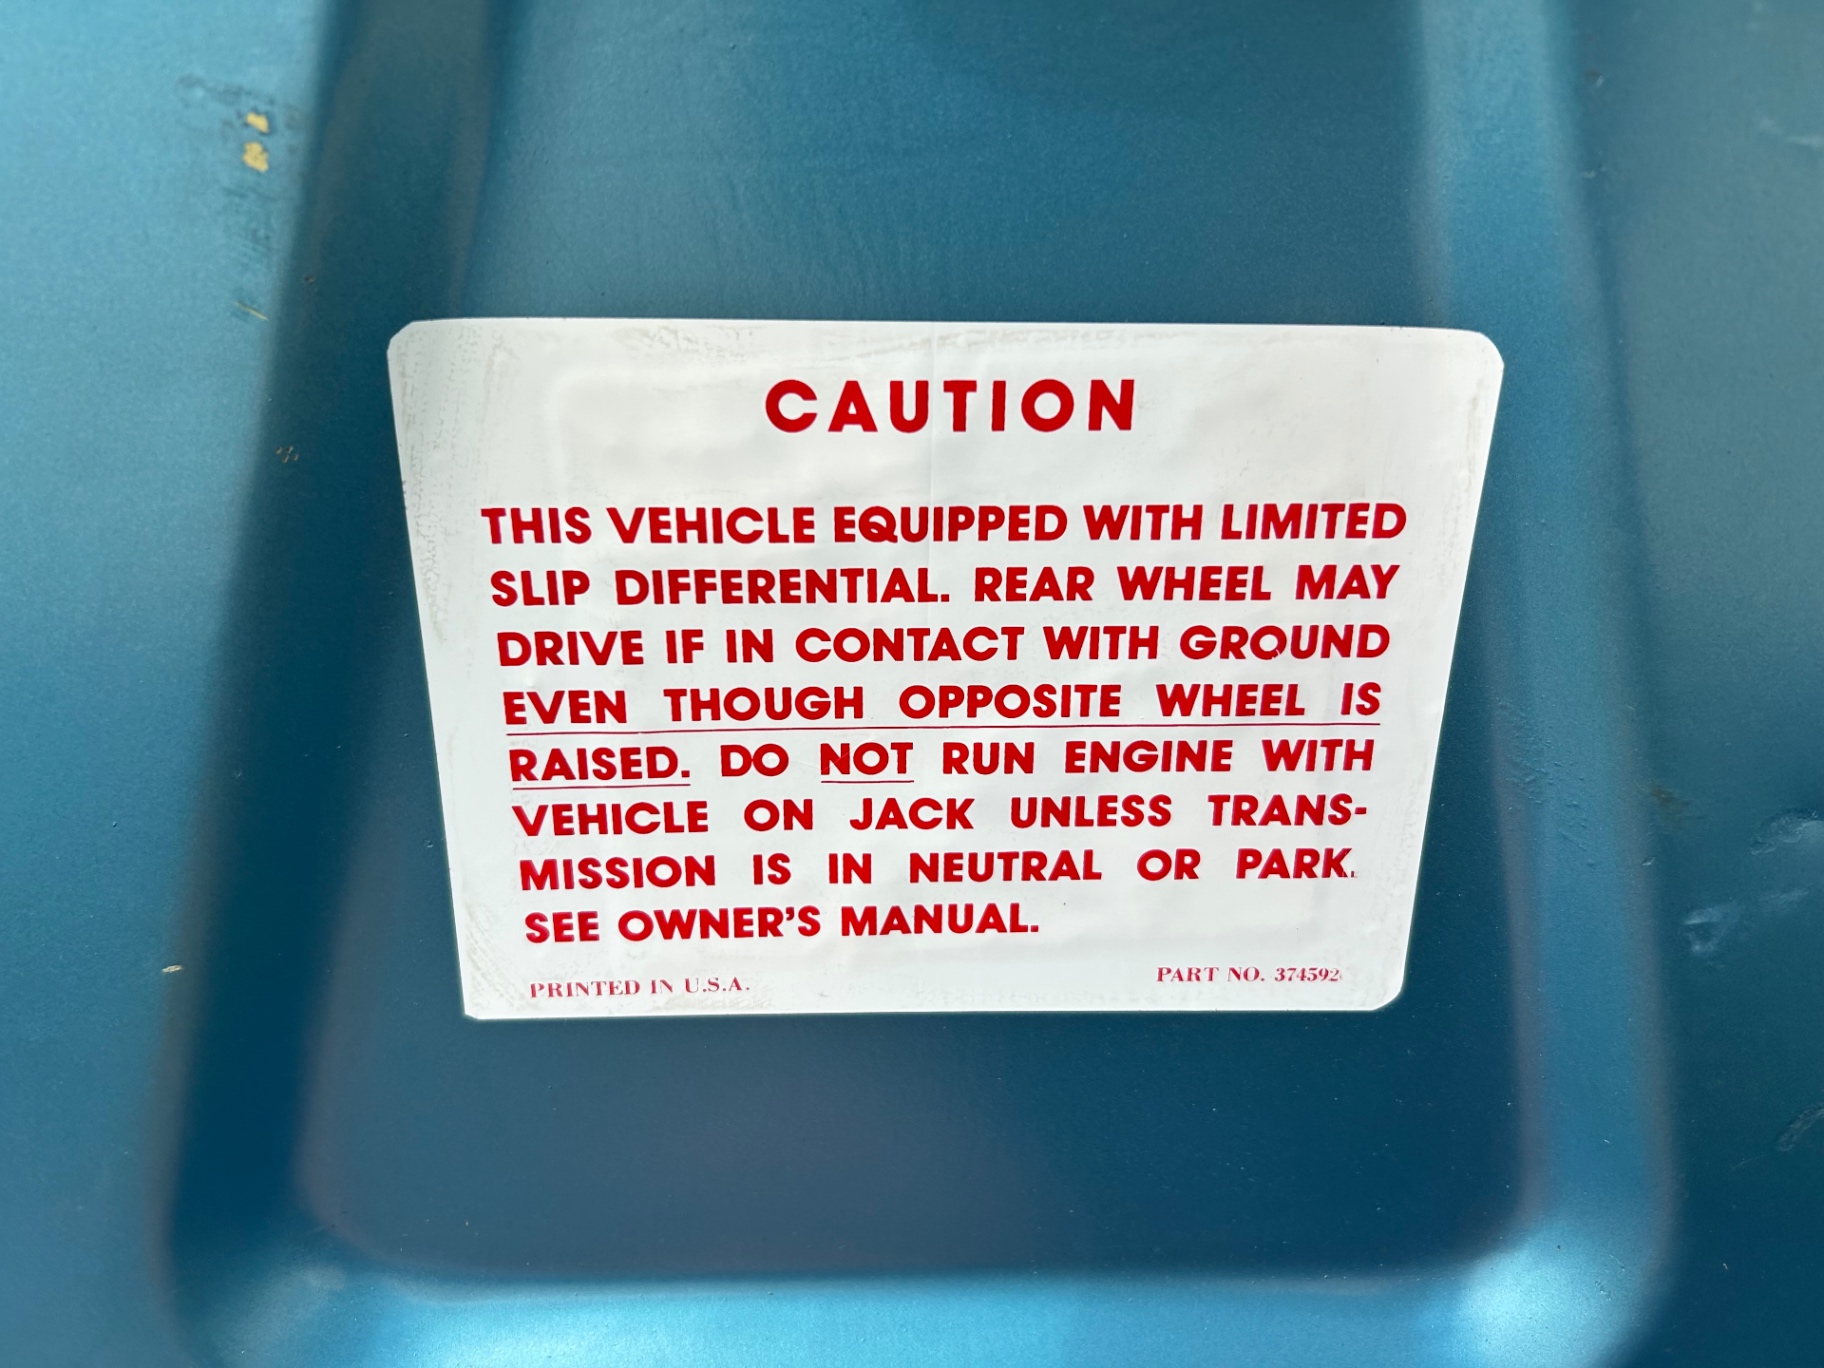 CAUTION
THIS VEHICLE EQUIPPED WITH LIMITED
SLIP DIFFERENTIAL. REAR WHEEL MAY
DRIVE IF IN CONTACT WITH GROUND
EVEN THOUGH OPPOSITE WHEEL IS
RAISED. DO NOT RUN ENGINE WITH
VEHICLE ON JACK UNLESS TRANS-
MISSION IS IN NEUTRAL OR PARK.
SEE OWNER'S MANUAL.
PRINTED IN U.S.A.
PART NO. 374592